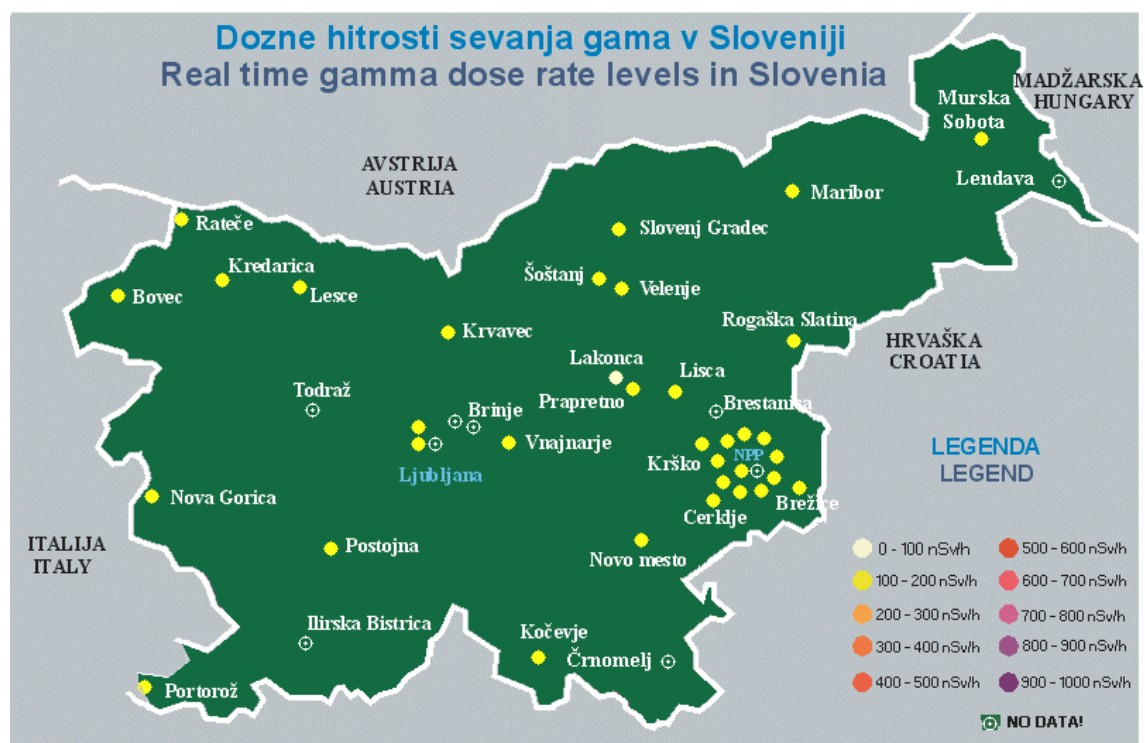 Dozne hitrosti sevanja gama v Sloveniji
Real time gamma dose rate levels in Slovenia
MADŽARSKA
HUNGARY
Murska
Sobota
AVSTRIJA
AUSTRIA
Lendava
Maribor
Rateče
Slovenj Gradec
Kredarica
Šoštanj
Velenje
Bovec
Lesce
Rogaška Slatina
Krvavec
HRVAŠKA
CROATIA
Lakonca
Lisca
Todraž
Prapretno
Brestanica
Brinje
Vnajnarje
NPP
Krško
LEGENDA
LEGEND
Ljubljana
Nova Gorica
Brežice
Cerklje
ITALIJA
ITALY
Postojna
Novo mesto
0 - 100 nSv/h
500 - 600 nSv/h
100 - 200 nSv/h
600 - 700 nSv/h
200 - 300 nSv/h
700 - 800 nSv/h
300 - 400 nSv/h
800 - 900 nSv/h
400 - 500 nSv/h
900 - 1000 nSv/h
Ilirska Bistrica
Kočevje
Črnomelj
Portorož
NO DATA!